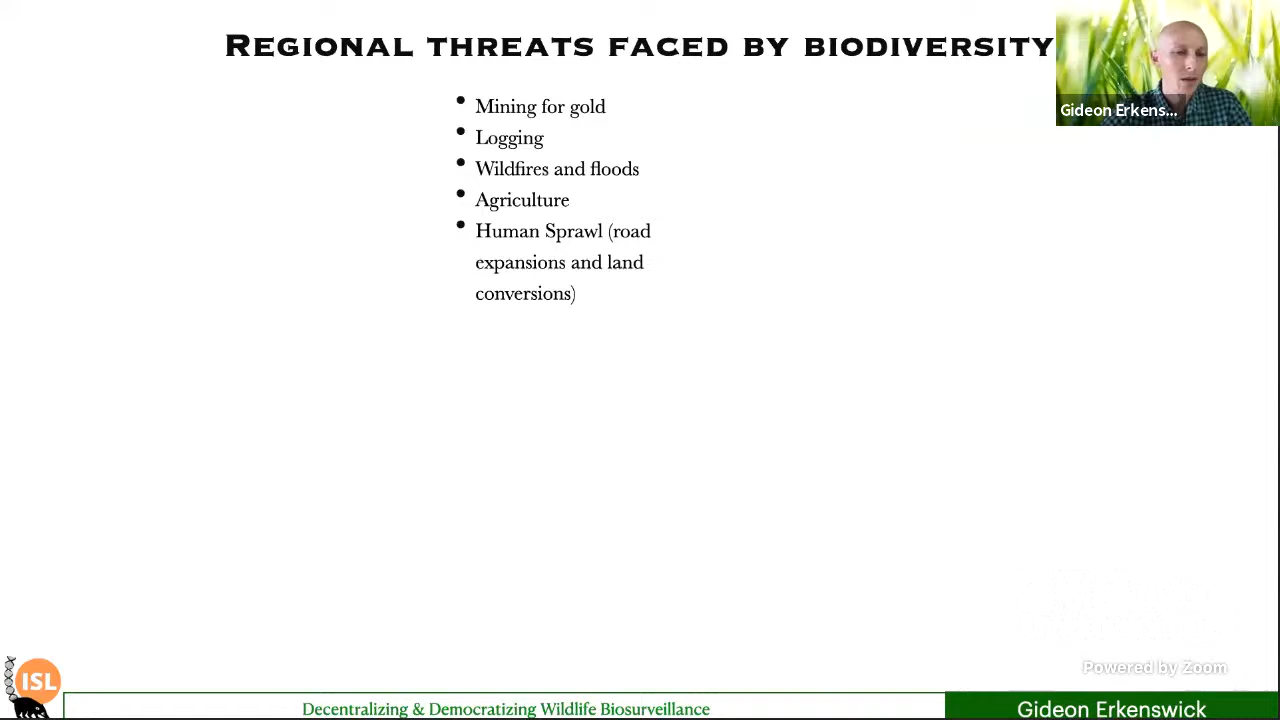 REGIONAL THREATS FACED BY BIODIVERSITY
Gideon Erkens...
• Mining for gold
• Logging
• Wildfires and floods
• Agriculture
• Human Sprawl (road
expansions and land
conversions)
Powered by Zoom
ISL
Decentralizing & Democratizing Wildlife Biosurveillance
Gideon Erkenswick